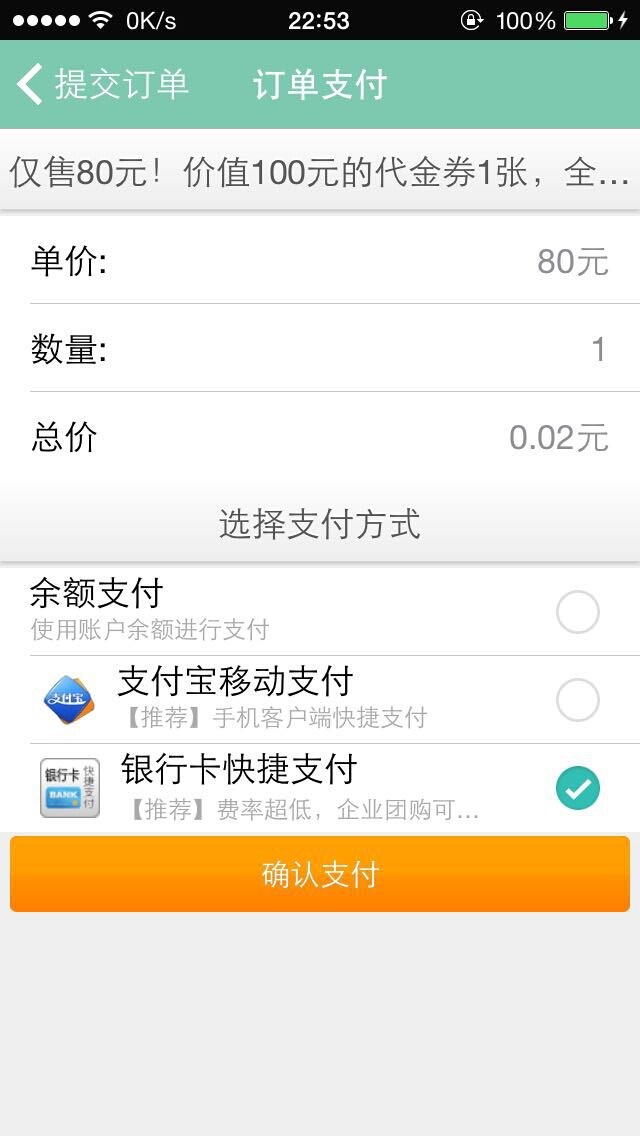 0K/s 22:53 100%
提交订单 订单支付
仅售80元！价值100元的代金券1张，全...
单价: 80元
数量: 1
总价 0.02元
选择支付方式
余额支付
使用账户余额进行支付
支付宝
支付宝移动支付
【推荐】手机客户端快捷支付
银行卡 快捷支付
BANK
银行卡快捷支付
【推荐】费率超低，企业团购可...
确认支付